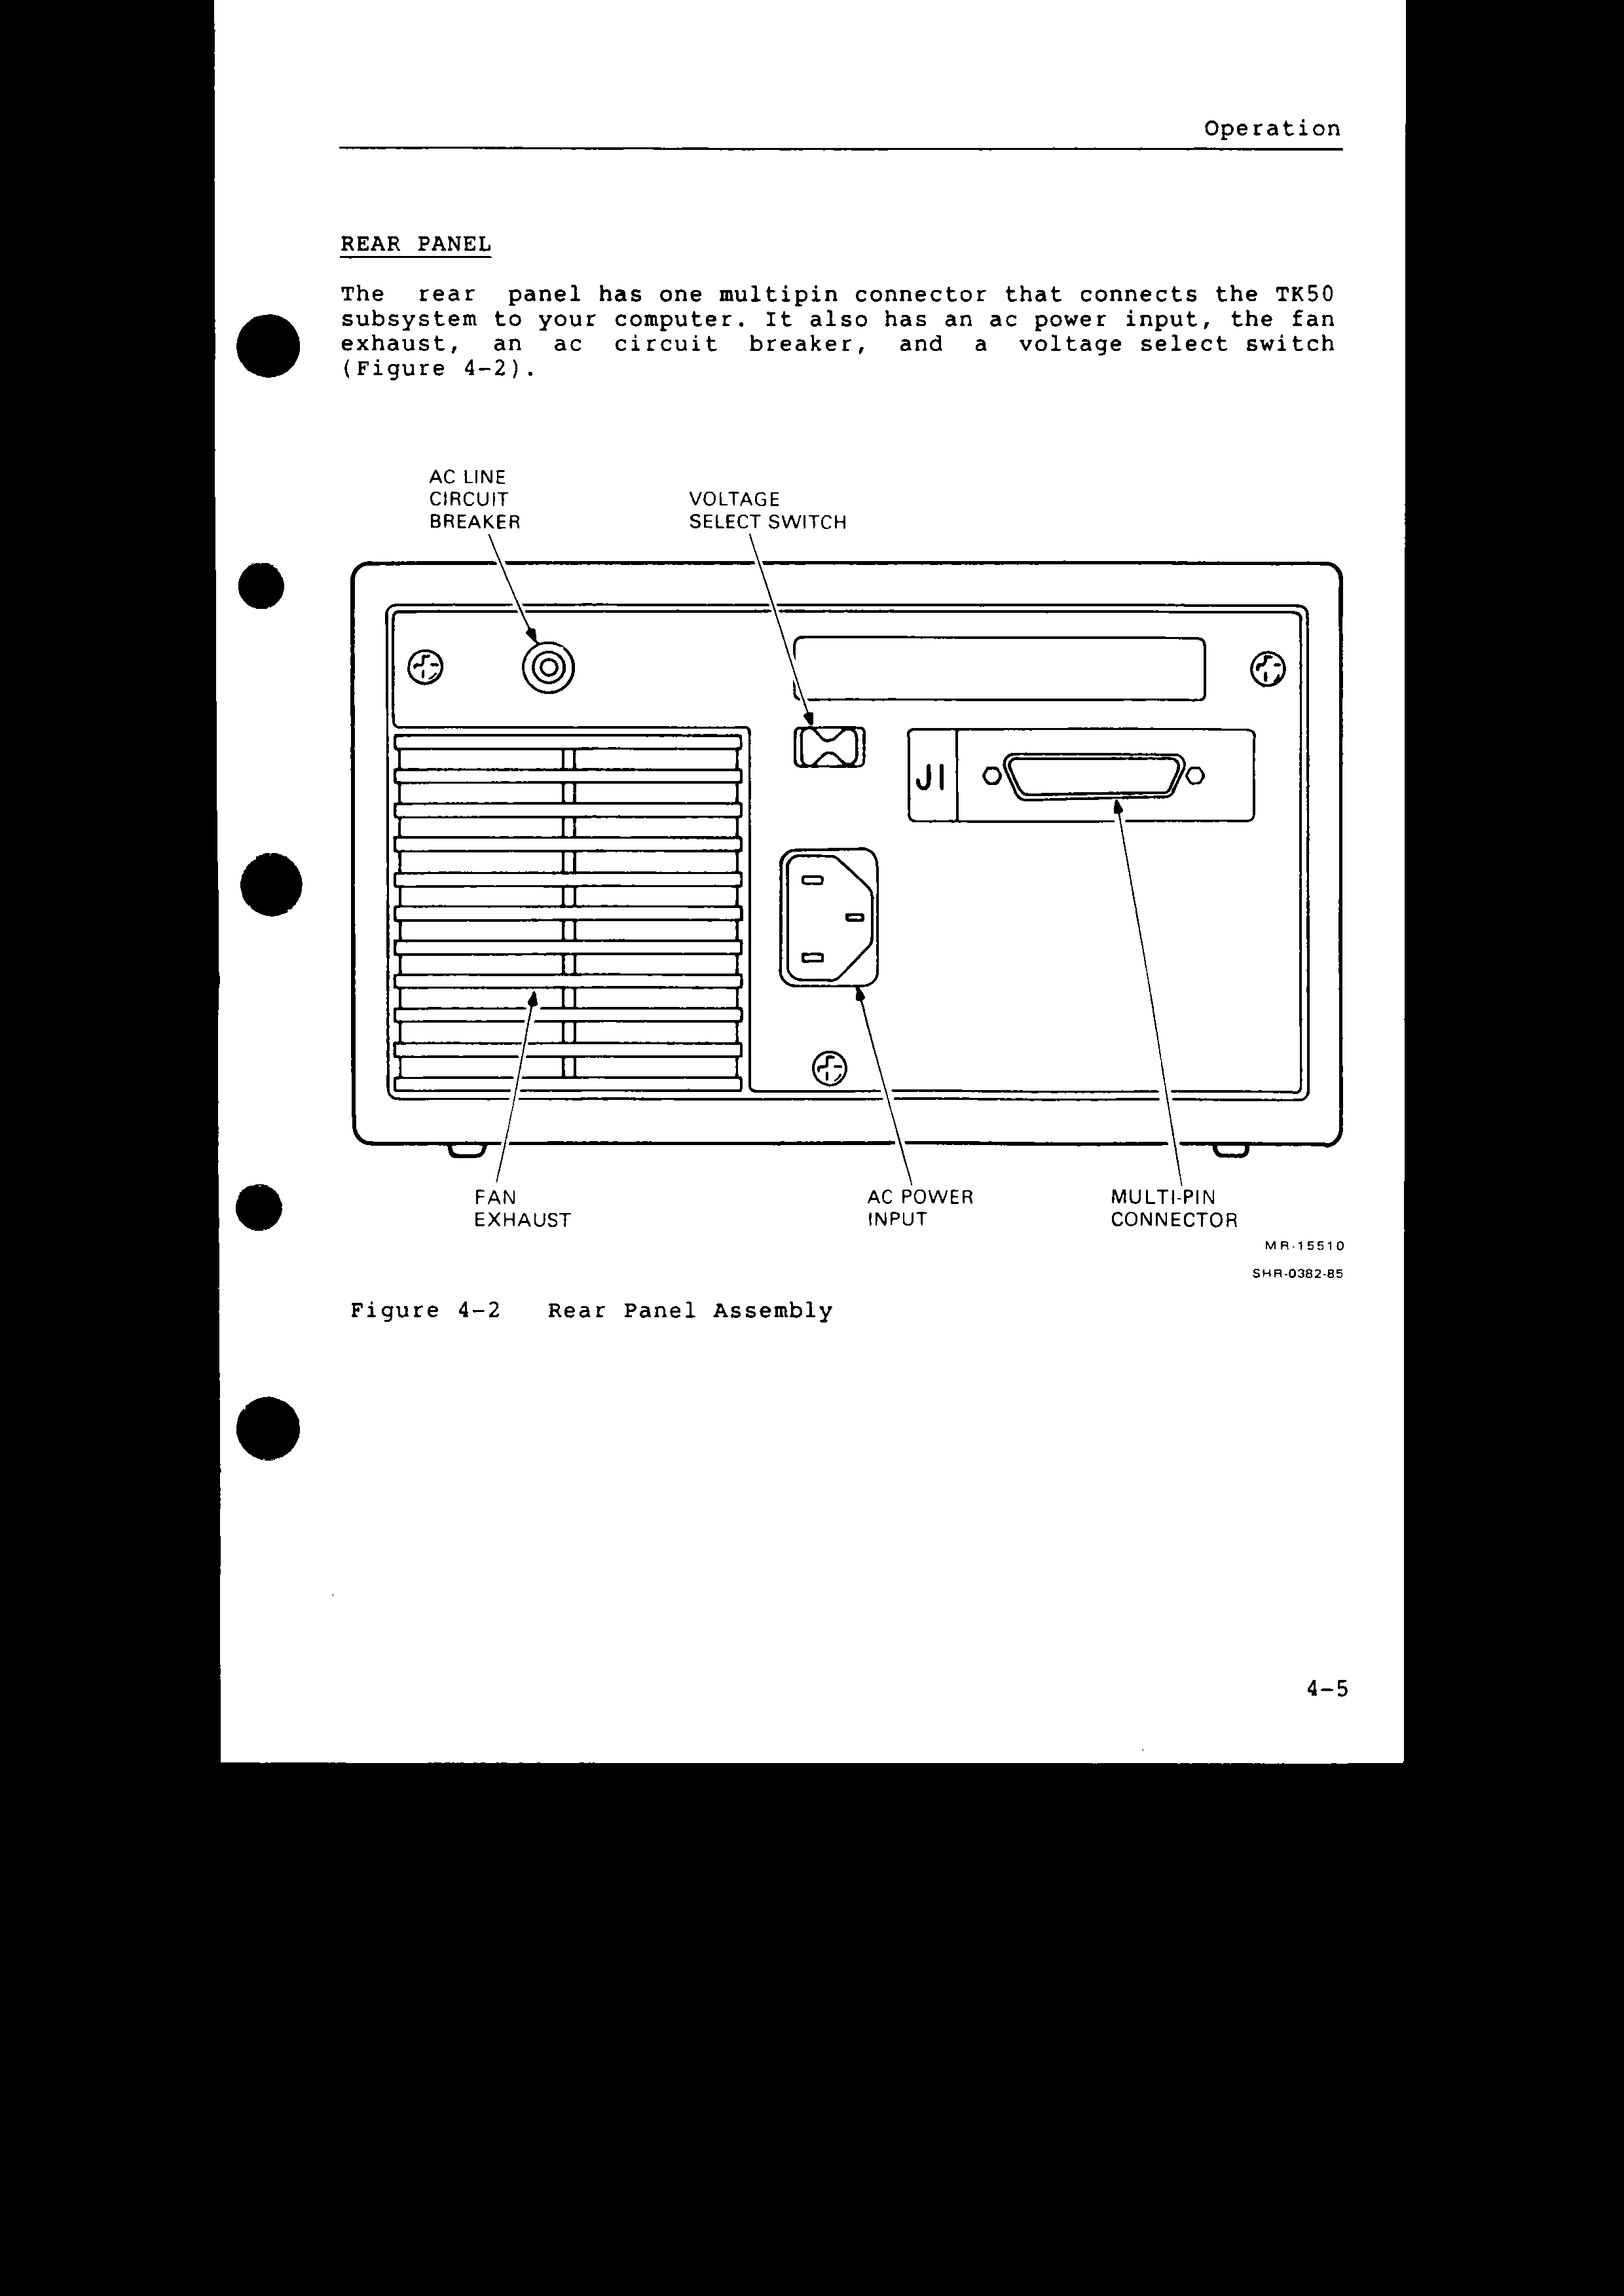 Operation
REAR PANEL
The rear panel has one multipin connector that connects the TK50
subsystem to your computer. It also has an ac power input, the fan
exhaust, an ac circuit breaker, and a voltage select switch
(Figure 4-2).
AC LINE
CIRCUIT
BREAKER
VOLTAGE
SELECT SWITCH
J1
FAN
EXHAUST
AC POWER
INPUT
MULTI-PIN
CONNECTOR
MR-15510
SHR-0382-85
Figure 4-2 Rear Panel Assembly
4-5